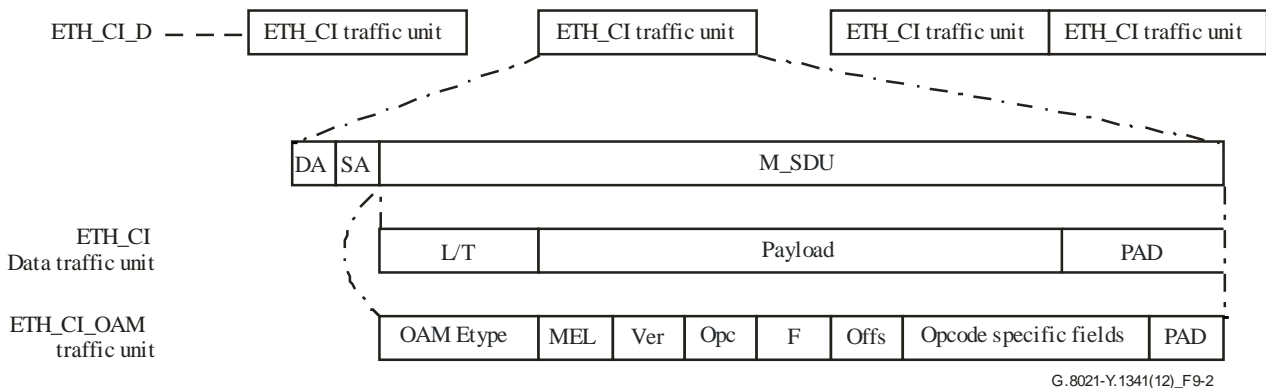 ETH_CI_D
ETH_CI traffic unit
ETH_CI traffic unit
ETH_CI traffic unit
ETH_CI traffic unit
DA
SA
M_SDU
ETH_CI
Data traffic unit
L/T
Payload
PAD
ETH_CI_OAM
traffic unit
OAM Etype
MEL
Ver
Opc
F
Offs
Opcode specific fields
PAD
G.8021-Y.1341(12)_F9-2